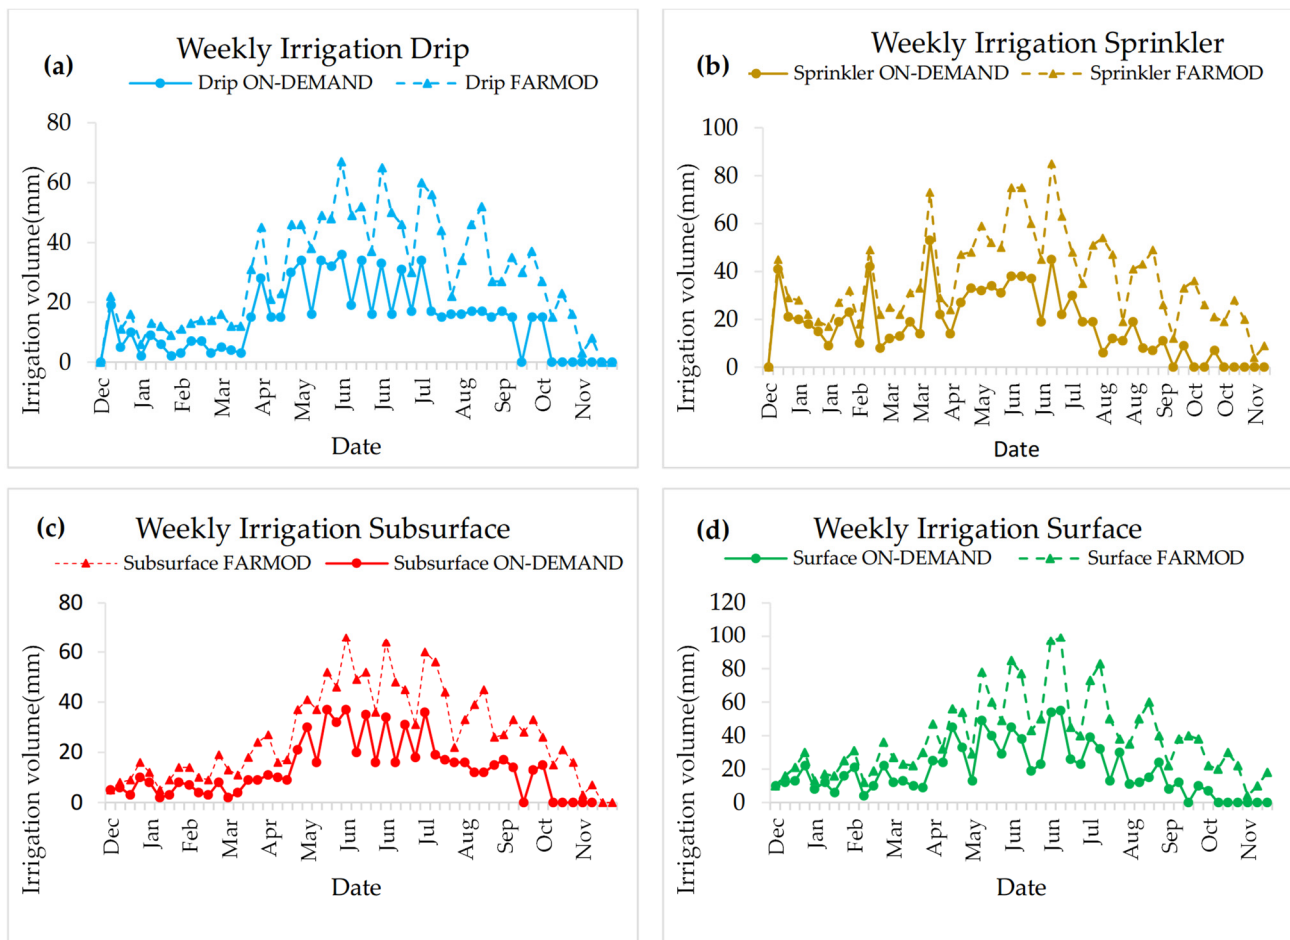 (a)
Weekly Irrigation Drip
Drip ON-DEMAND Drip FARMOD
Irrigation volume(mm)
80
60
40
20
0
Dec Jan Feb Mar Apr May Jun Jun Jul Aug Sep Oct Nov
Date
(b)
Weekly Irrigation Sprinkler
Sprinkler ON-DEMAND Sprinkler FARMOD
Irrigation volume(mm)
100
80
60
40
20
0
Dec Jan Jan Feb Mar Apr May Jun Jun Jul Aug Aug Sep Oct Oct Nov
Date
(c)
Weekly Irrigation Subsurface
Subsurface FARMOD Subsurface ON-DEMAND
Irrigation volume(mm)
80
60
40
20
0
Dec Jan Feb Mar Apr May Jun Jun Jul Aug Sep Oct Nov
Date
(d)
Weekly Irrigation Surface
Surface ON-DEMAND Surface FARMOD
Irrigation volume(mm)
120
100
80
60
40
20
0
Dec Jan Feb Mar Apr May Jun Jun Jul Aug Sep Oct Nov
Date